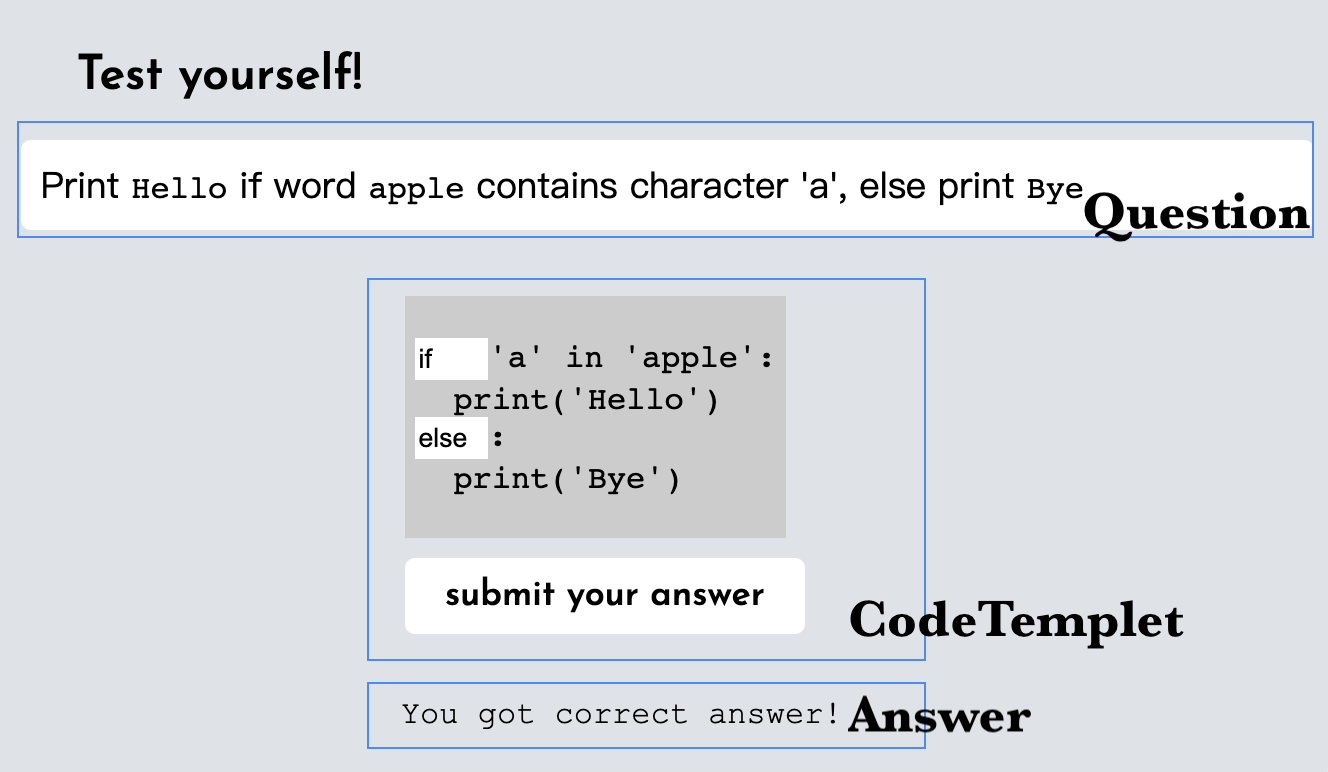 Test yourself!
Print Hello if word apple contains character 'a', else print Bye
Question
if 'a' in 'apple':
print('Hello')
else :
print('Bye')
submit your answer
CodeTemplet
You got correct answer!
Answer